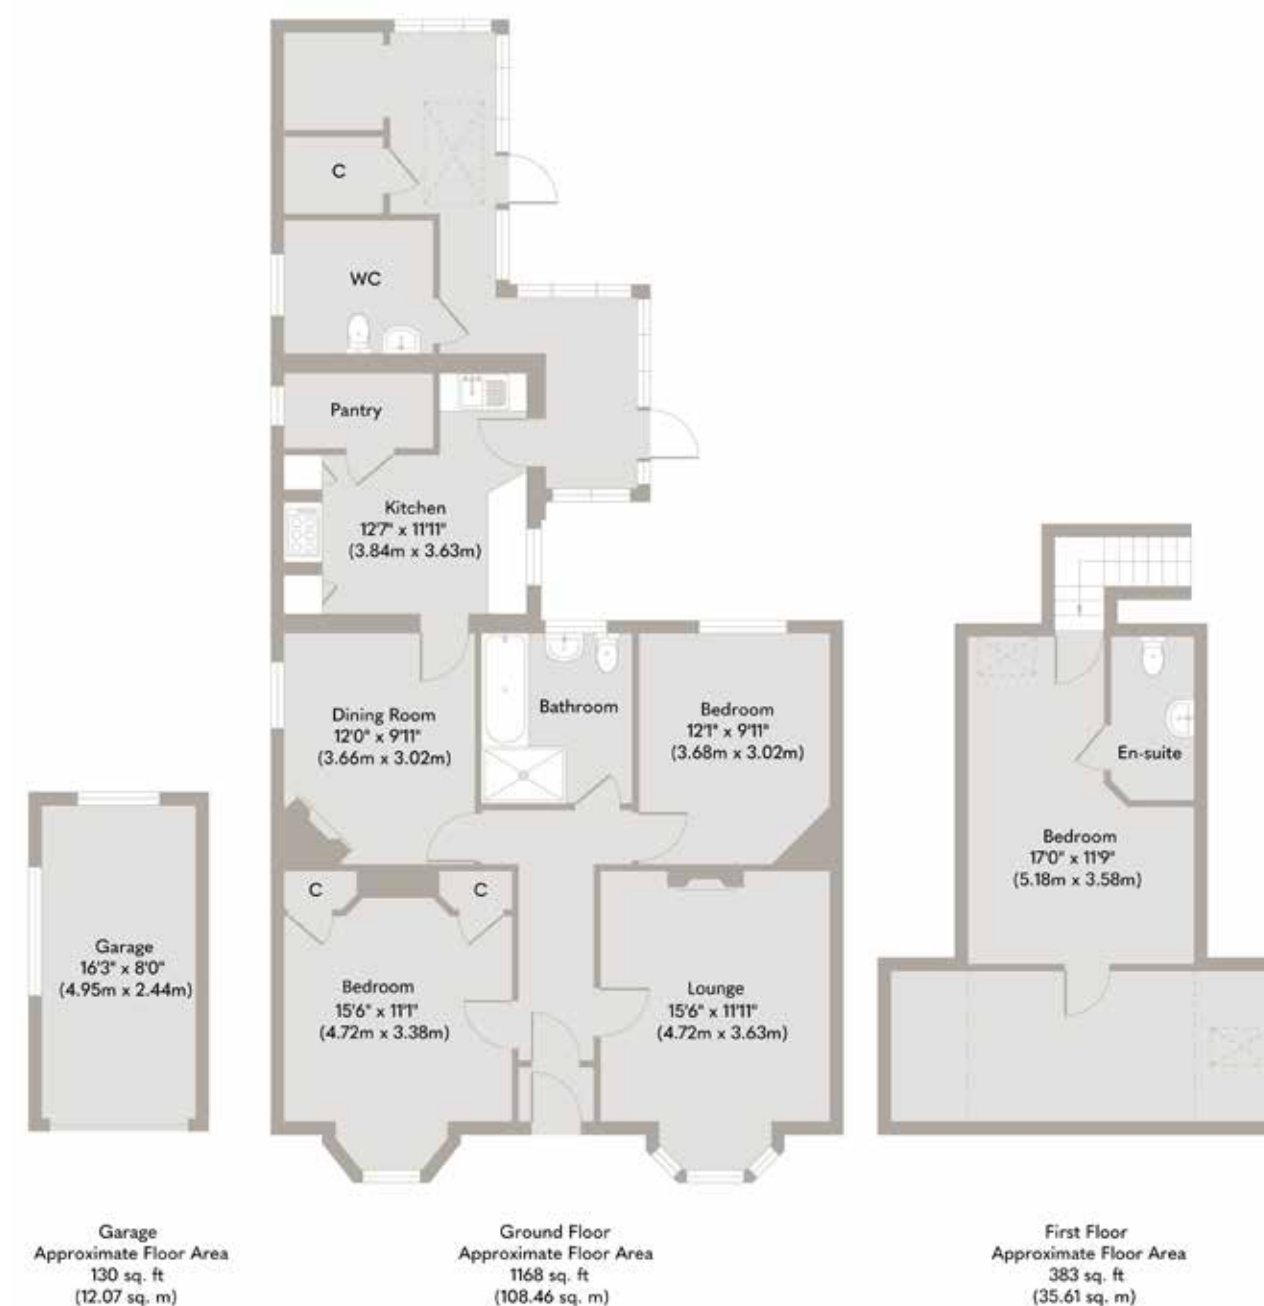 C
WC
Pantry
Kitchen
12'7" x 11'11"
(3.84m x 3.63m)
Dining Room
12'0" x 9'11"
(3.66m x 3.02m)
Bathroom
Bedroom
12'1" x 9'11"
(3.68m x 3.02m)
En-suite
Bedroom
17'0" x 11'9"
(5.18m x 3.58m)
C
C
Garage
16'3" x 8'0"
(4.95m x 2.44m)
Bedroom
15'6" x 11'1"
(4.72m x 3.38m)
Lounge
15'6" x 11'11"
(4.72m x 3.63m)
Garage
Approximate Floor Area
130 sq. ft
(12.07 sq. m)
Ground Floor
Approximate Floor Area
1168 sq. ft
(108.46 sq. m)
First Floor
Approximate Floor Area
383 sq. ft
(35.61 sq. m)